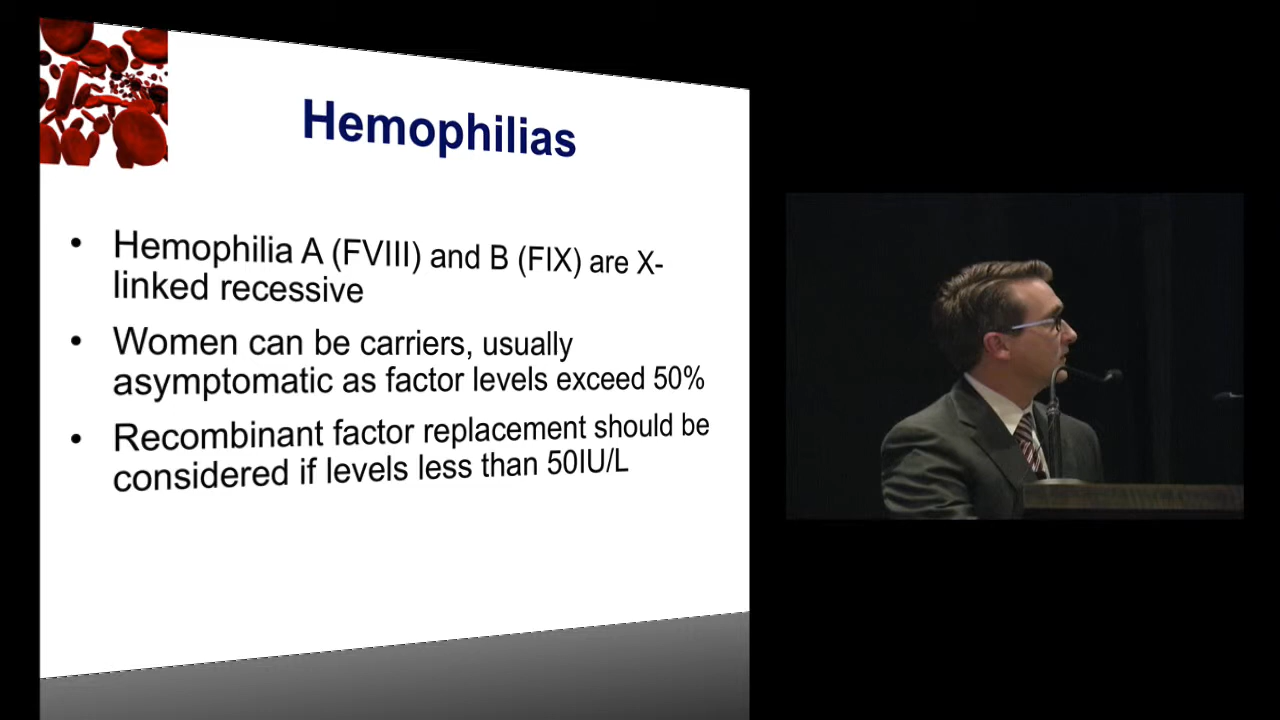 Hemophilias
• Hemophilia A (FVIII) and B (FIX) are X-
linked recessive
• Women can be carriers, usually
asymptomatic as factor levels exceed 50%
• Recombinant factor replacement should be
considered if levels less than 50IU/L